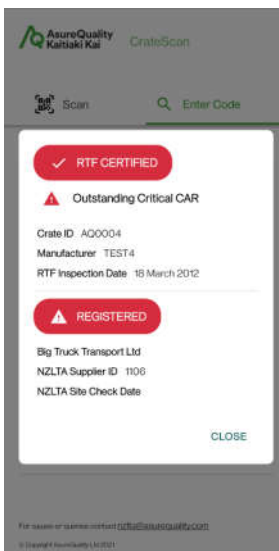 AsureQuality
Kaitiaki Kai
CrateScan
Scan
Enter Code
RTF CERTIFIED
Outstanding Critical CAR
Crate ID AQ0004
Manufacturer TEST4
RTF Inspection Date 18 March 2012
REGISTERED
Big Truck Transport Ltd
NZLTA Supplier ID 1106
NZLTA Site Check Date
CLOSE
For issues or queries contact nzlta@asurequality.com
© Copyright AsureQuality Ltd 2021